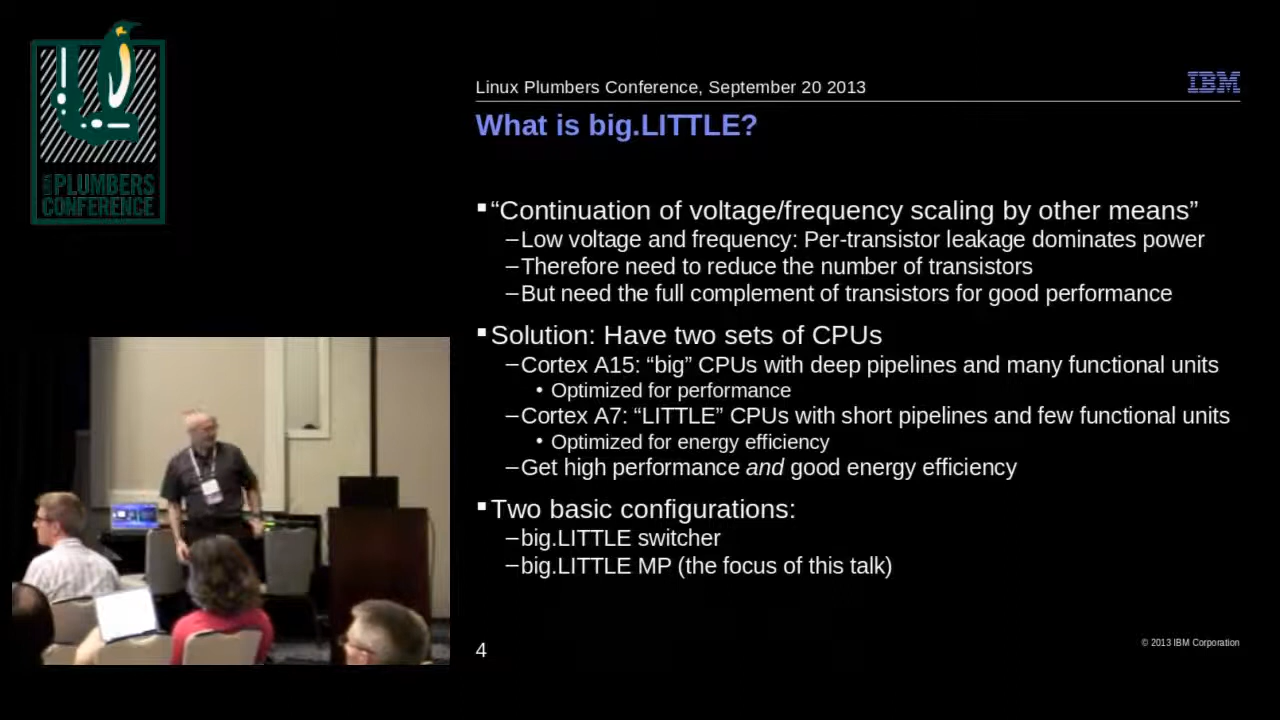 PLUMBERS
CONFERENCE
Linux Plumbers Conference, September 20 2013
IBM
What is big.LITTLE?
▪“Continuation of voltage/frequency scaling by other means”
–Low voltage and frequency: Per-transistor leakage dominates power
–Therefore need to reduce the number of transistors
–But need the full complement of transistors for good performance
▪Solution: Have two sets of CPUs
–Cortex A15: “big” CPUs with deep pipelines and many functional units
• Optimized for performance
–Cortex A7: “LITTLE” CPUs with short pipelines and few functional units
• Optimized for energy efficiency
–Get high performance and good energy efficiency
▪Two basic configurations:
–big.LITTLE switcher
–big.LITTLE MP (the focus of this talk)
4
© 2013 IBM Corporation